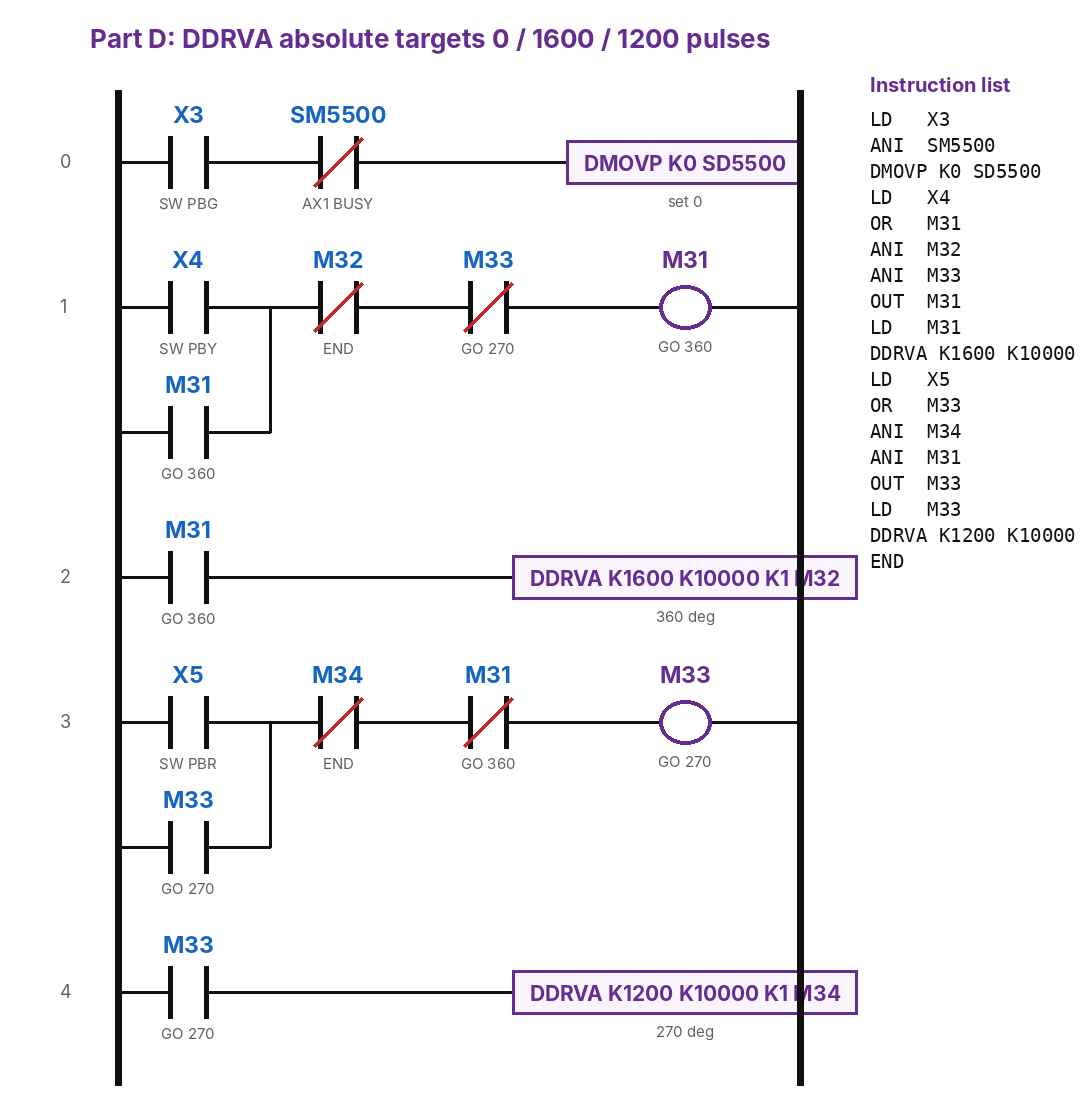 Part D: DDRVA absolute targets 0 / 1600 / 1200 pulses
X3 SM5500
0 DMOVP K0 SD5500
SW PBG AX1 BUSY set 0
X4 M32 M33 M31
1
SW PBY END GO 270 GO 360
M31
GO 360
M31
2 DDRVA K1600 K10000 K1 M32
GO 360 360 deg
X5 M34 M31 M33
3
SW PBR END GO 360 GO 270
M33
GO 270
M33
4 DDRVA K1200 K10000 K1 M34
GO 270 270 deg
Instruction list
LD X3
ANI SM5500
DMOVP K0 SD5500
LD X4
OR M31
ANI M32
ANI M33
OUT M31
LD M31
DDRVA K1600 K10000
LD X5
OR M33
ANI M34
ANI M31
OUT M33
LD M33
DDRVA K1200 K10000
END